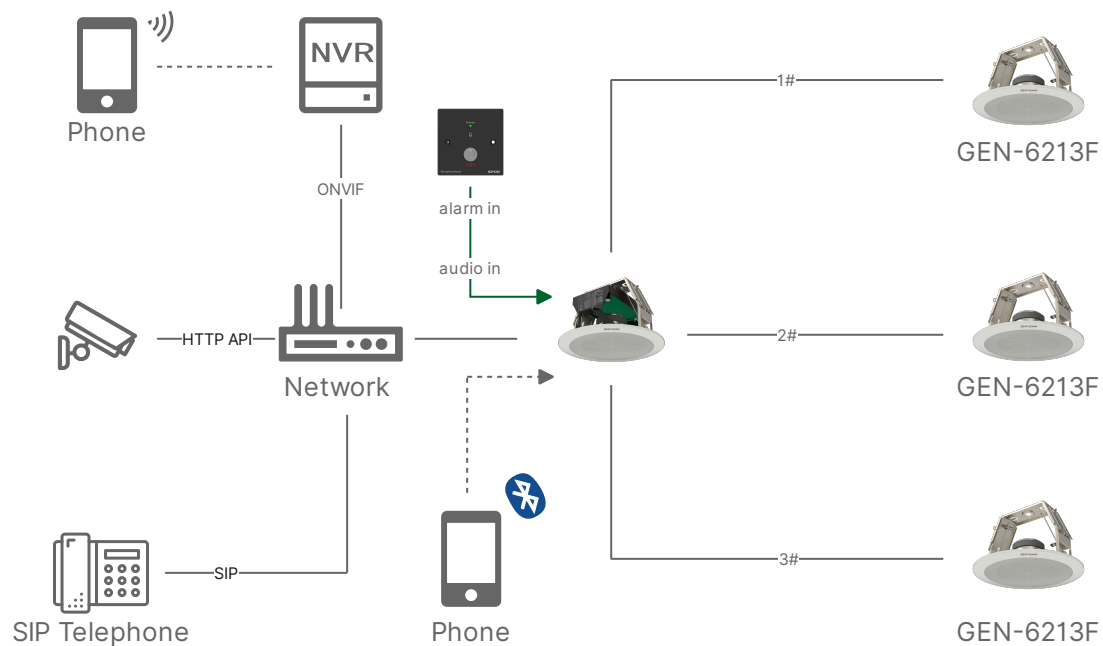 NVR
Phone
1#
GEN-6213F
ONVIF
alarm in
audio in
HTTP API
2#
Network
GEN-6213F
SIP
3#
SIP Telephone
Phone
GEN-6213F